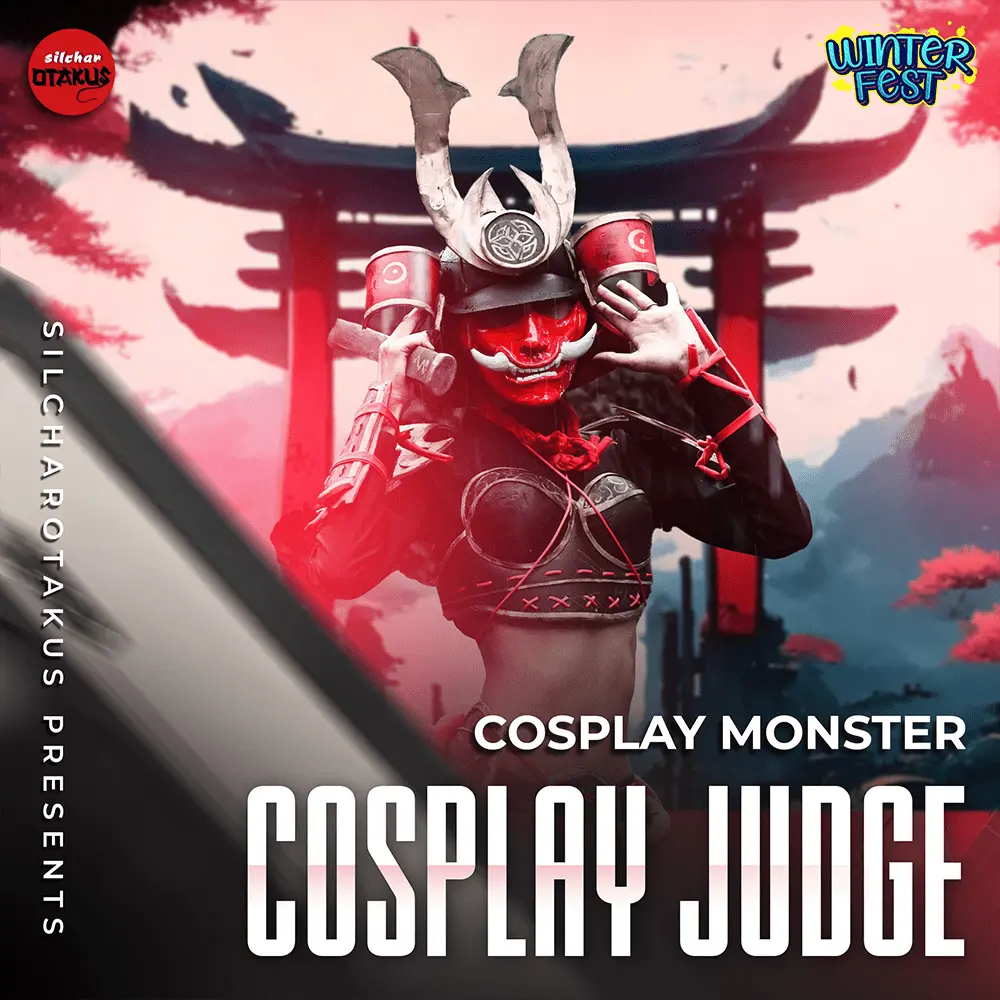 silchar
OTAKUS
WINTER
FEST
SILCHAROTAKUS PRESENTS
COSPLAY MONSTER
COSPLAY JUDGE